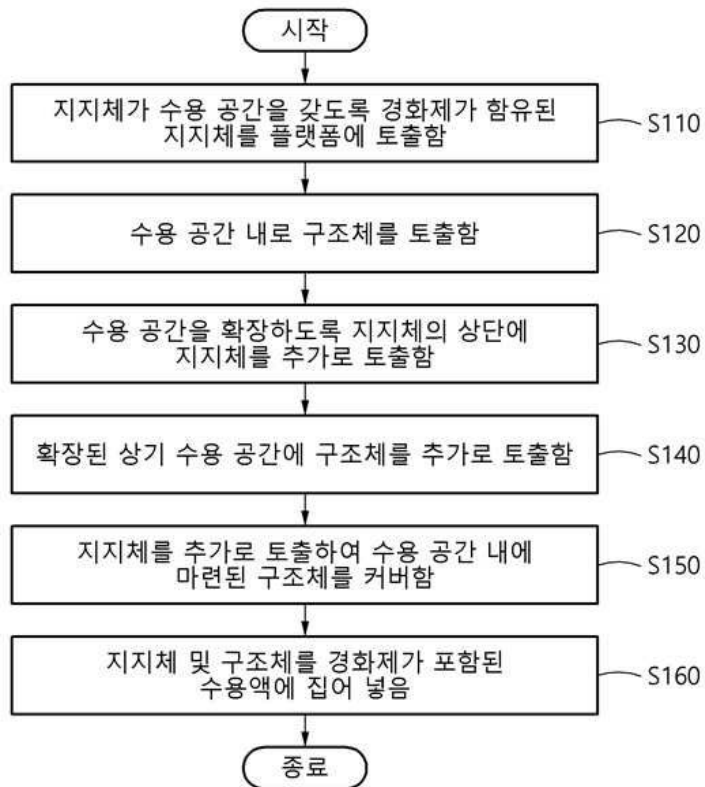 시작
지지체가 수용 공간을 갖도록 경화제가 함유된
지지체를 플랫폼에 토출함
S110
수용 공간 내로 구조체를 토출함
S120
수용 공간을 확장하도록 지지체의 상단에
지지체를 추가로 토출함
S130
확장된 상기 수용 공간에 구조체를 추가로 토출함
S140
지지체를 추가로 토출하여 수용 공간 내에
마련된 구조체를 커버함
S150
지지체 및 구조체를 경화제가 포함된
수용액에 집어 넣음
S160
종료